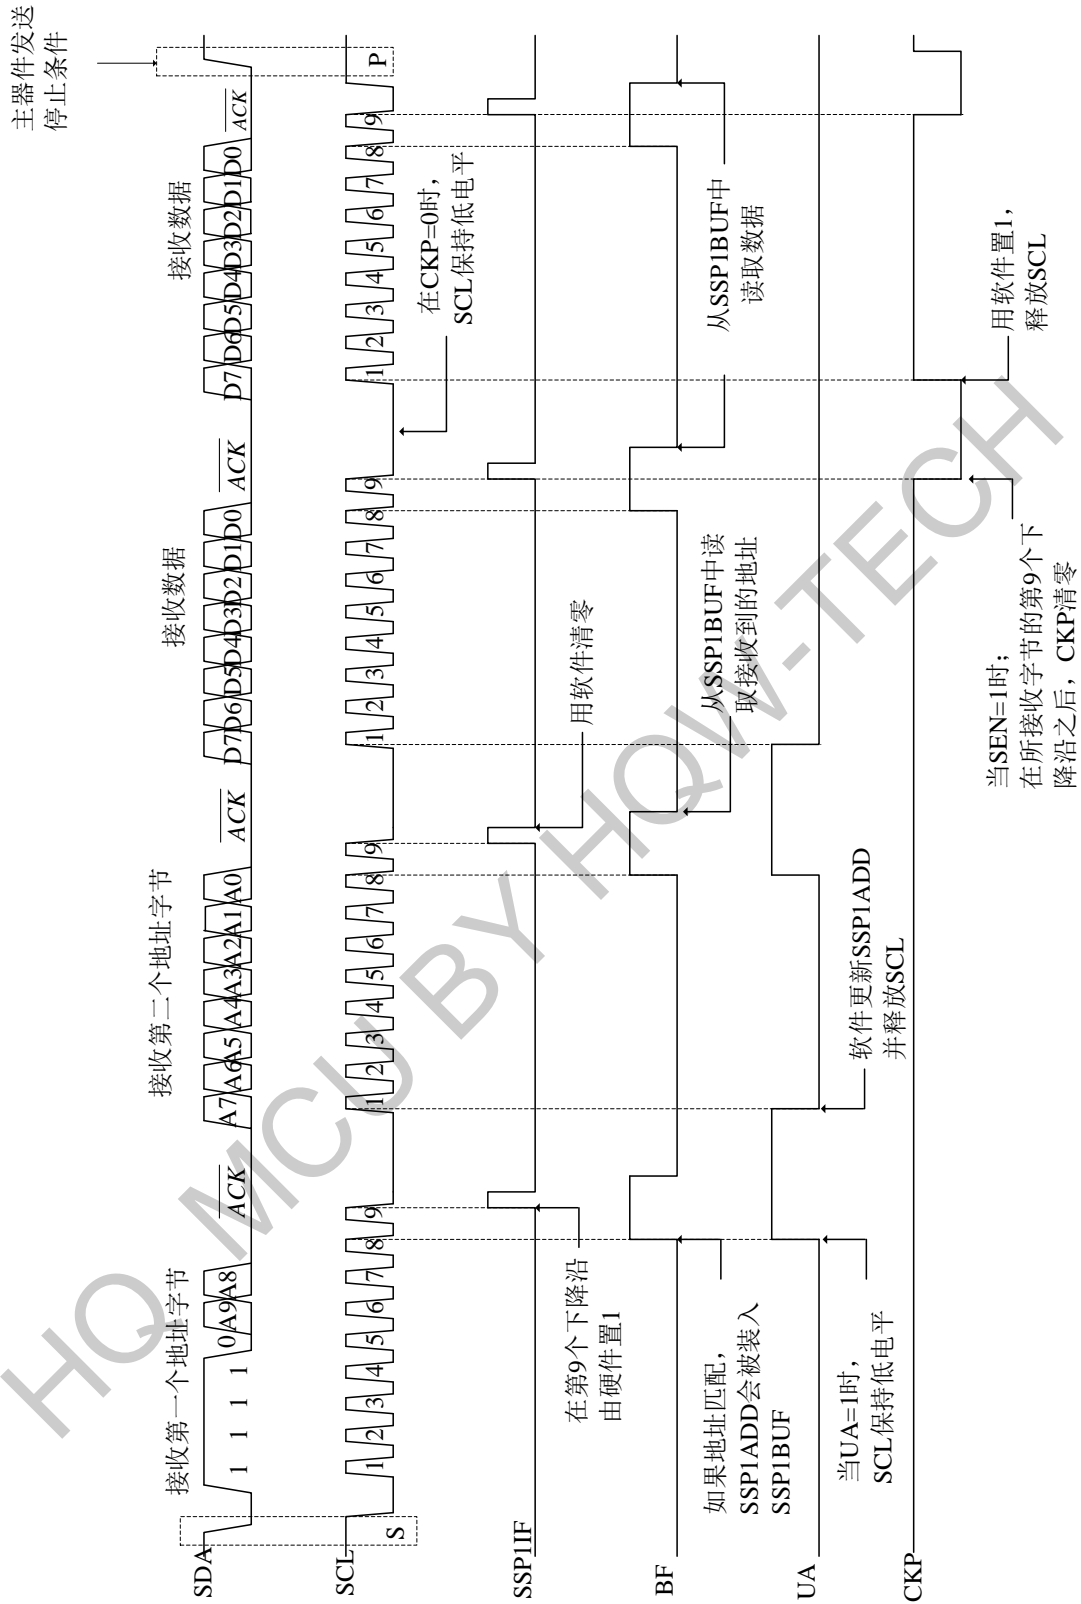 主器件发送
停止条件
接收第一个地址字节
接收第二个地址字节
接收数据
接收数据
SDA
1 1 1 1 0 A9 A8
ACK
A7 A6 A5 A4 A3 A2 A1 A0
ACK
D7 D6 D5 D4 D3 D2 D1 D0
ACK
D7 D6 D5 D4 D3 D2 D1 D0
ACK
SCL
S
1 2 3 4 5 6 7 8 9
1 2 3 4 5 6 7 8 9
1 2 3 4 5 6 7 8 9
1 2 3 4 5 6 7 8 9
P
在CKP=0时,
SCL保持低电平
SSP1IF
在第9个下降沿
由硬件置1
用软件清零
BF
如果地址匹配,
SSP1ADD会被装入
SSP1BUF
从SSP1BUF中读
取接收到的地址
从SSP1BUF中
读取数据
UA
当UA=1时,
SCL保持低电平
软件更新SSP1ADD
并释放SCL
CKP
当SEN=1时;
在所接收字节的第9个下
降沿之后, CKP清零
用软件置1,
释放SCL
HQ MCU BY HQW-TECH